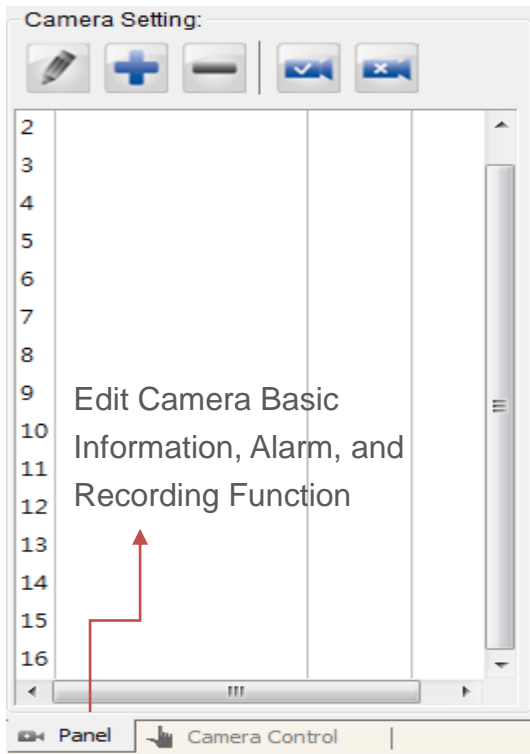 Camera Setting:
2
3
4
5
6
7
8
9
Edit Camera Basic
10
Information, Alarm, and
11
Recording Function
12
13
14
15
16
Panel
Camera Control